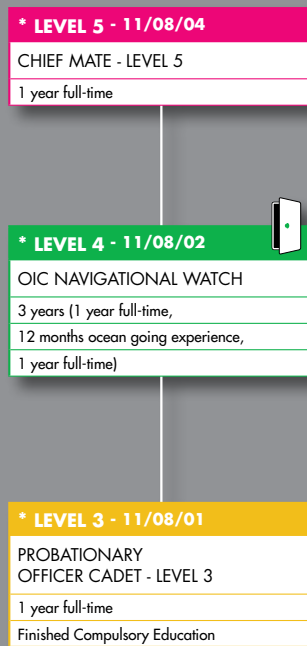 * LEVEL 5 - 11/08/04
CHIEF MATE - LEVEL 5
1 year full-time
* LEVEL 4 - 11/08/02
OIC NAVIGATIONAL WATCH
3 years (1 year full-time,
12 months ocean going experience,
1 year full-time)
* LEVEL 3 - 11/08/01
PROBATIONARY
OFFICER CADET - LEVEL 3
1 year full-time
Finished Compulsory Education